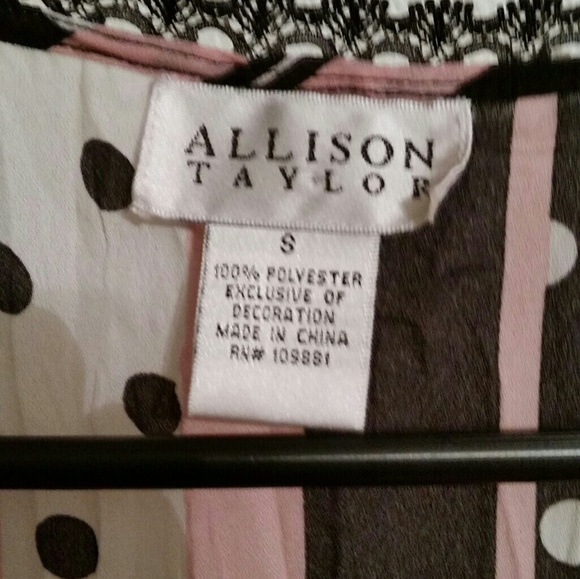 ALLISON
TAYLOR
S
100% POLYESTER
EXCLUSIVE OF
DECORATION
MADE IN CHINA
RN# 109881